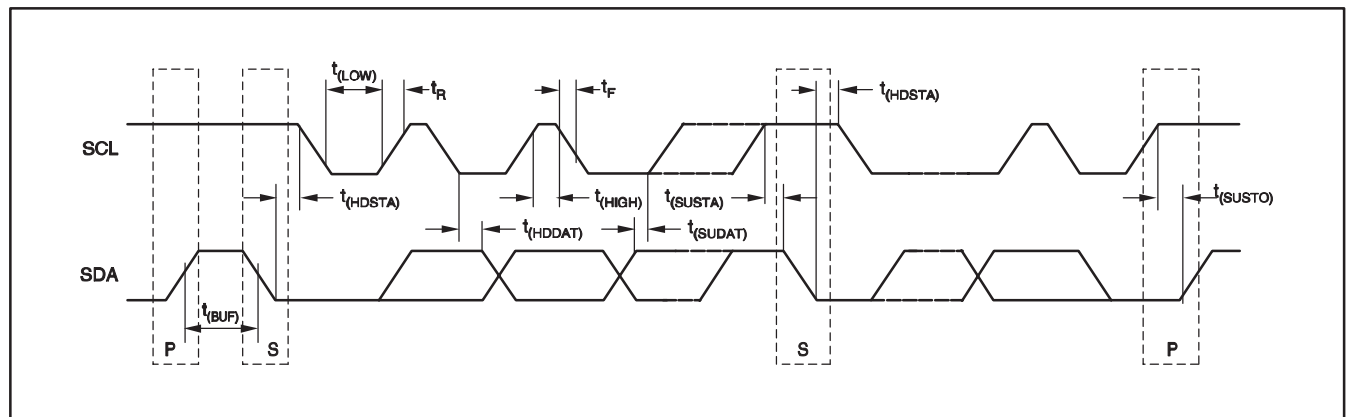 t(LOW)
tR
tF
t(HDSTA)
SCL
t(HDSTA)
t(HIGH)
t(SUSTA)
t(SUSTO)
t(HDDAT)
t(SUDAT)
SDA
t(BUF)
P
S
S
P